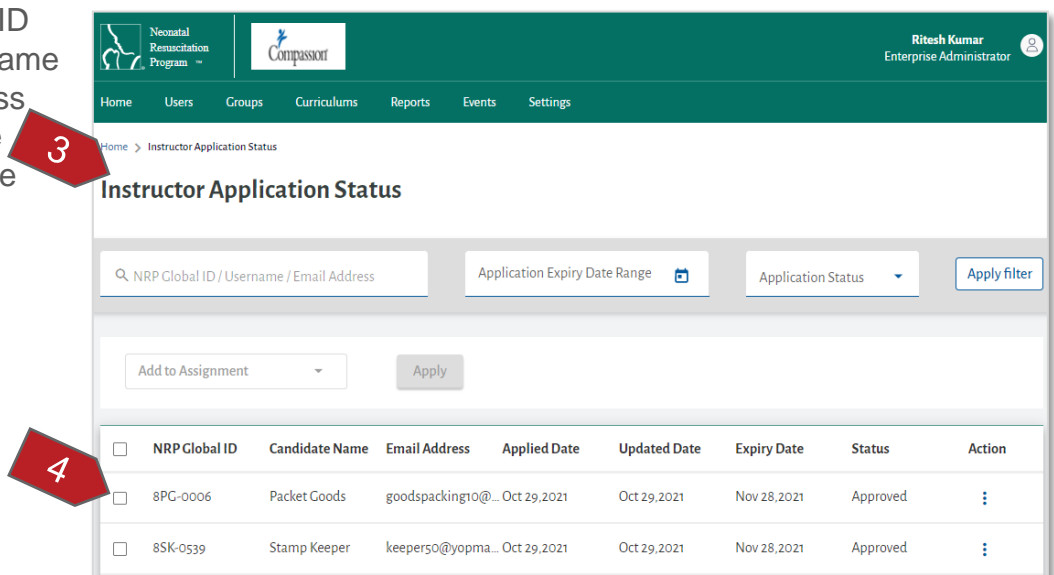 ID
ame
ss
e
Neonatal
Resuscitation
Program ™
Compassion
Ritesh Kumar
Enterprise Administrator
Home Users Groups Curriculums Reports Events Settings
3
Home > Instructor Application Status
Instructor Application Status
NRP Global ID / Username / Email Address
Application Expiry Date Range
Application Status
Apply filter
Add to Assignment
Apply
4
NRP Global ID Candidate Name Email Address Applied Date Updated Date Expiry Date Status Action
8PG-0006 Packet Goods goodspacking10@... Oct 29,2021 Oct 29,2021 Nov 28,2021 Approved
8SK-0539 Stamp Keeper keeper50@yopma... Oct 29,2021 Oct 29,2021 Nov 28,2021 Approved